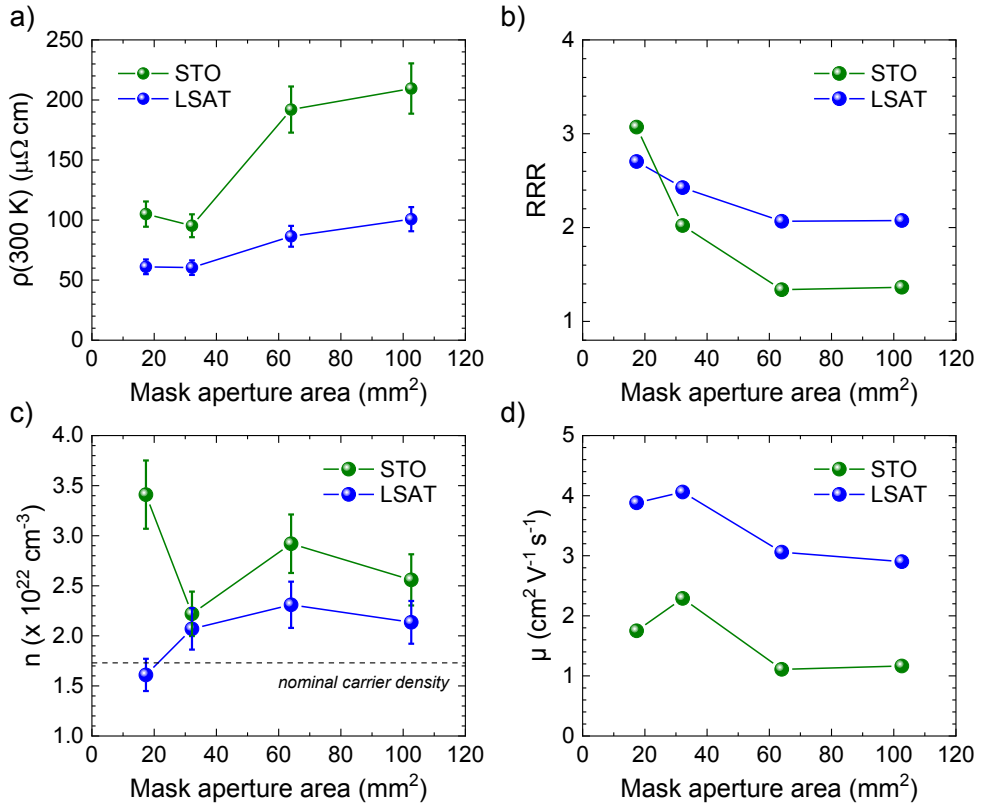 a)
250
200
150
100
50
0
ρ(300 K) (μΩ cm)
STO
LSAT
0 20 40 60 80 100 120
Mask aperture area (mm²)
b)
4
3
2
1
RRR
STO
LSAT
0 20 40 60 80 100 120
Mask aperture area (mm²)
c)
4.0
3.5
3.0
2.5
2.0
1.5
1.0
n (x 10²² cm⁻³)
STO
LSAT
nominal carrier density
0 20 40 60 80 100 120
Mask aperture area (mm²)
d)
5
4
3
2
1
0
μ (cm² V⁻¹ s⁻¹)
STO
LSAT
0 20 40 60 80 100 120
Mask aperture area (mm²)